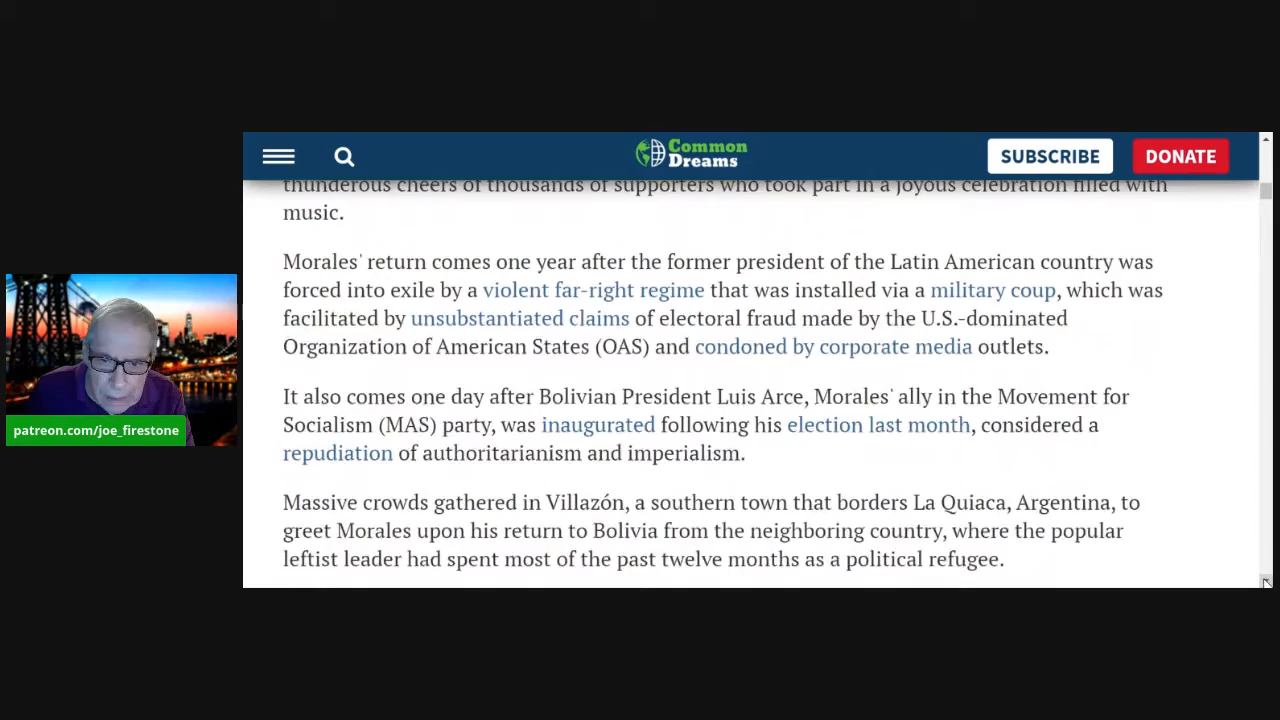 Common
Dreams
SUBSCRIBE
DONATE
thunderous cheers of thousands of supporters who took part in a joyous celebration filled with
music.
Morales' return comes one year after the former president of the Latin American country was
forced into exile by a violent far-right regime that was installed via a military coup, which was
facilitated by unsubstantiated claims of electoral fraud made by the U.S.-dominated
Organization of American States (OAS) and condoned by corporate media outlets.
It also comes one day after Bolivian President Luis Arce, Morales' ally in the Movement for
Socialism (MAS) party, was inaugurated following his election last month, considered a
repudiation of authoritarianism and imperialism.
Massive crowds gathered in Villazón, a southern town that borders La Quiaca, Argentina, to
greet Morales upon his return to Bolivia from the neighboring country, where the popular
leftist leader had spent most of the past twelve months as a political refugee.
patreon.com/joe_firestone